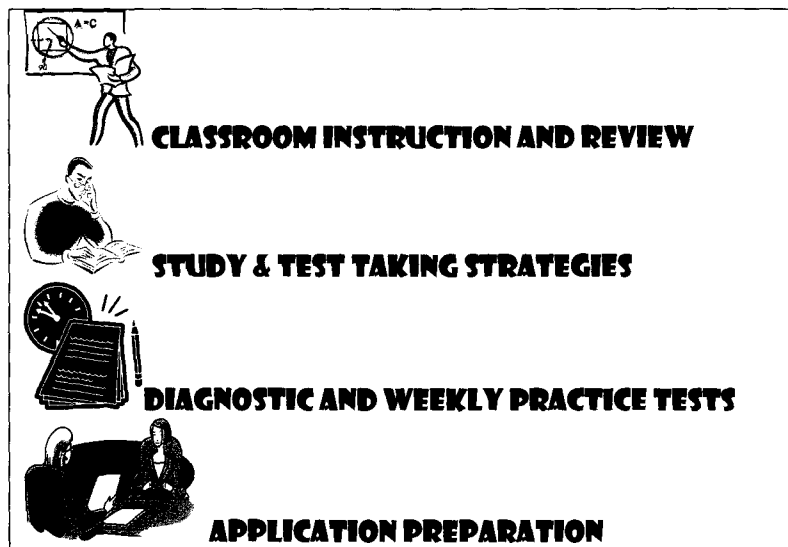 A=C
CLASSROOM INSTRUCTION AND REVIEW
STUDY & TEST TAKING STRATEGIES
DIAGNOSTIC AND WEEKLY PRACTICE TESTS
APPLICATION PREPARATION